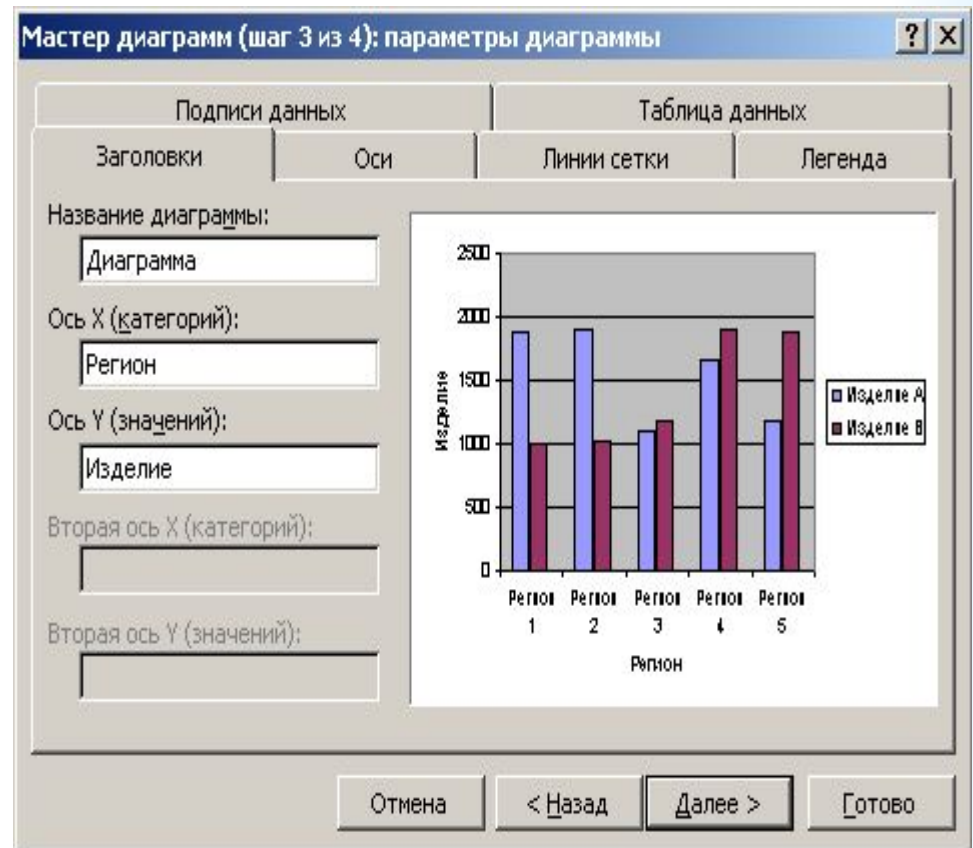 Мастер диаграмм (шаг 3 из 4): параметры диаграммы
Подписи данных
Таблица данных
Заголовки
Оси
Линии сетки
Легенда
Название диаграммы:
Диаграмма
Ось X (категорий):
Регион
Ось Y (значений):
Изделие
Вторая ось X (категорий):
Вторая ось Y (значений):
2500
2000
1500
1000
500
0
Изделие
Регион 1
Регион 2
Регион 3
Регион 4
Регион 5
Регион
Изделие A
Изделие B
Отмена
< Назад
Далее >
Готово